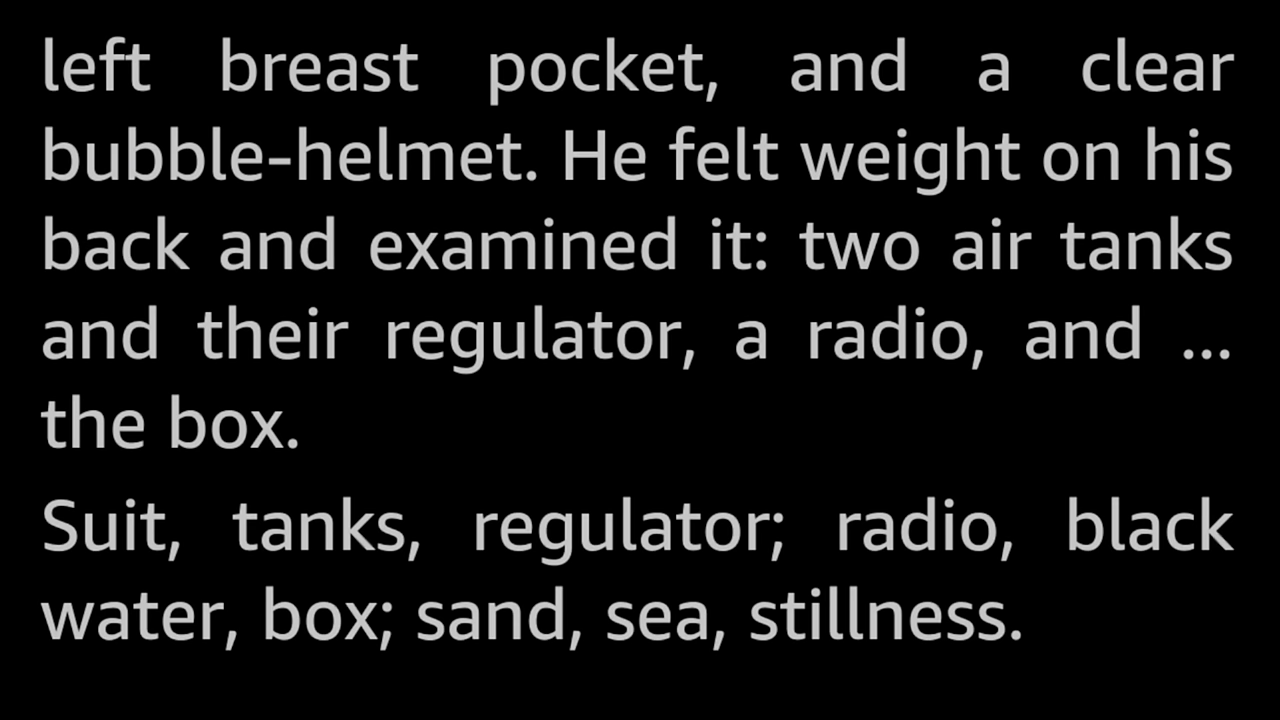 left breast pocket, and a clear
bubble-helmet. He felt weight on his
back and examined it: two air tanks
and their regulator, a radio, and ...
the box.
Suit, tanks, regulator; radio, black
water, box; sand, sea, stillness.